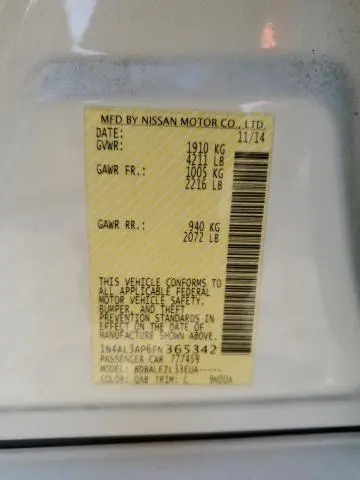 MFD BY NISSAN MOTOR CO., LTD
DATE: 11/14
GVWR: 1910 KG
4211 LB
GAWR FR.: 1005 KG
2216 LB
GAWR RR.: 940 KG
2072 LB
THIS VEHICLE CONFORMS TO
ALL APPLICABLE FEDERAL
MOTOR VEHICLE SAFETY,
BUMPER, AND THEFT
PREVENTION STANDARDS IN
EFFECT ON THE DATE OF
MANUFACTURE SHOWN ABOVE.
1N4AL3AP6FN365342
PASSENGER CAR 777459
MODEL: BDBALFZL33EUA-----
COLOR: QAB TRIM: C